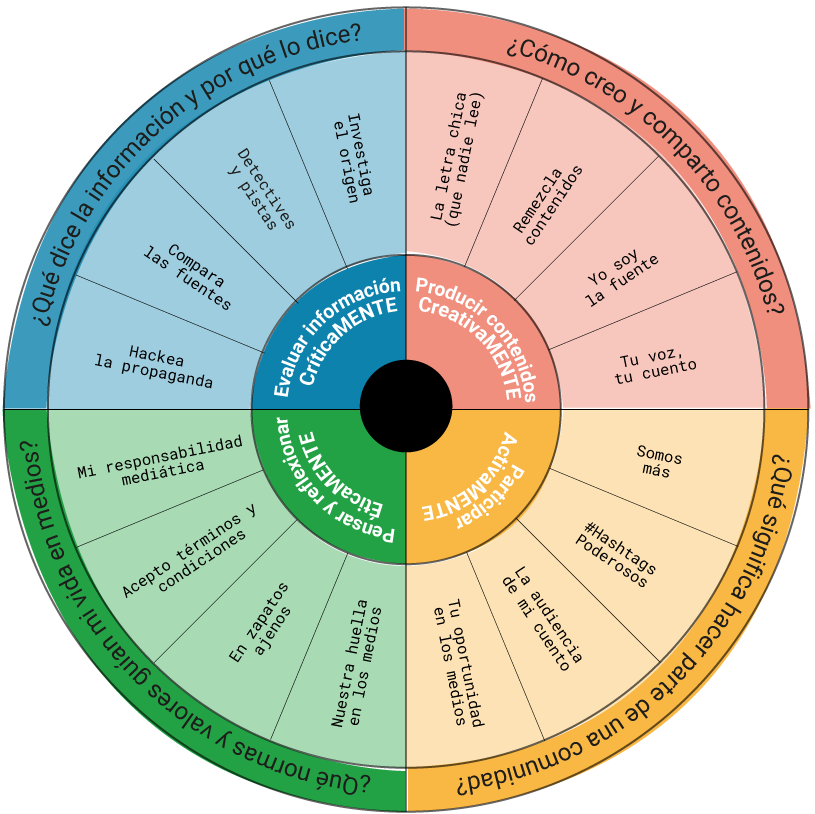 ¿Qué dice la información y por qué lo dice?
Evaluar información
CríticaMENTE
Hackea
la propaganda
Compara
las fuentes
Detectives
y pistas
Investiga
el origen
¿Cómo creo y comparto contenidos?
Producir contenidos
CreativaMENTE
La letra chica
(que nadie lee)
Remezcla
contenidos
Yo soy
la fuente
Tu voz,
tu cuento
¿Qué significa hacer parte de una comunidad?
Participar
ActivaMENTE
Somos
más
#Hashtags
Poderosos
La audiencia
de mi cuento
Tu oportunidad
en los medios
¿Qué normas y valores guían mi vida en medios?
Pensar y reflexionar
ÉticaMENTE
Nuestra huella
en los medios
En zapatos
ajenos
Acepto términos y
condiciones
Mi responsabilidad
mediática